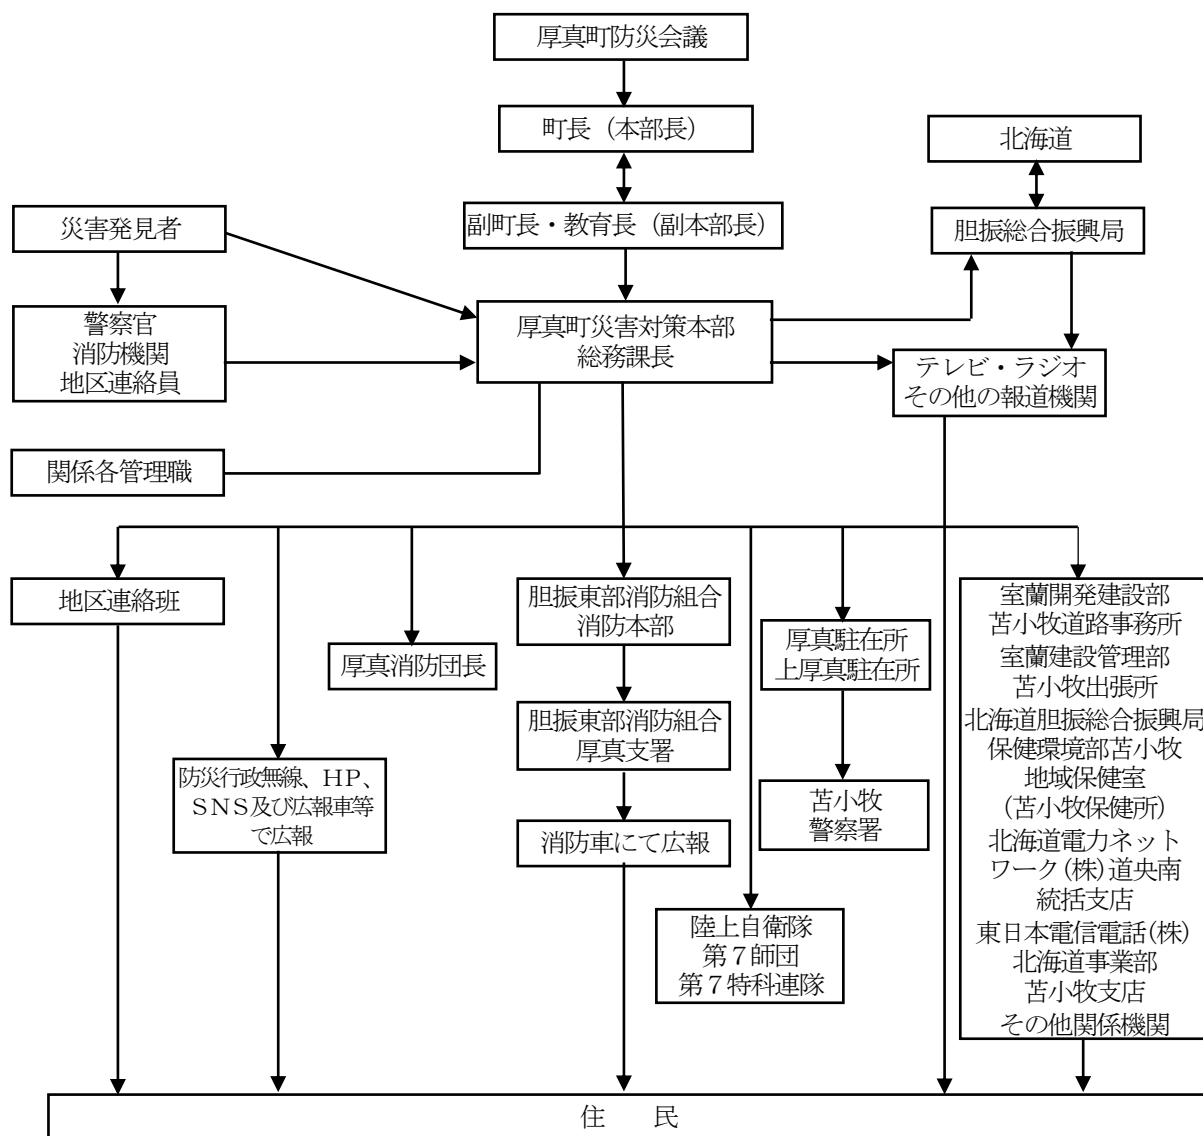 厚真町防災会議
町長（本部長）
北海道
災害発見者
副町長・教育長（副本部長）
胆振総合振興局
警察官
消防機関
地区連絡員
厚真町災害対策本部
総務課長
テレビ・ラジオ
その他の報道機関
関係各管理職
地区連絡班
防災行政無線、ＨＰ、
ＳＮＳ及び広報車等
で広報
厚真消防団長
胆振東部消防組合
消防本部
胆振東部消防組合
厚真支署
消防車にて広報
陸上自衛隊
第７師団
第７特科連隊
厚真駐在所
上厚真駐在所
苫小牧
警察署
室蘭開発建設部
苫小牧道路事務所
室蘭建設管理部
苫小牧出張所
北海道胆振総合振興局
保健環境部苫小牧
地域保健室
(苫小牧保健所)
北海道電力ネット
ワーク(株)道央南
統括支店
東日本電信電話(株)
北海道事業部
苫小牧支店
その他関係機関
住　　民